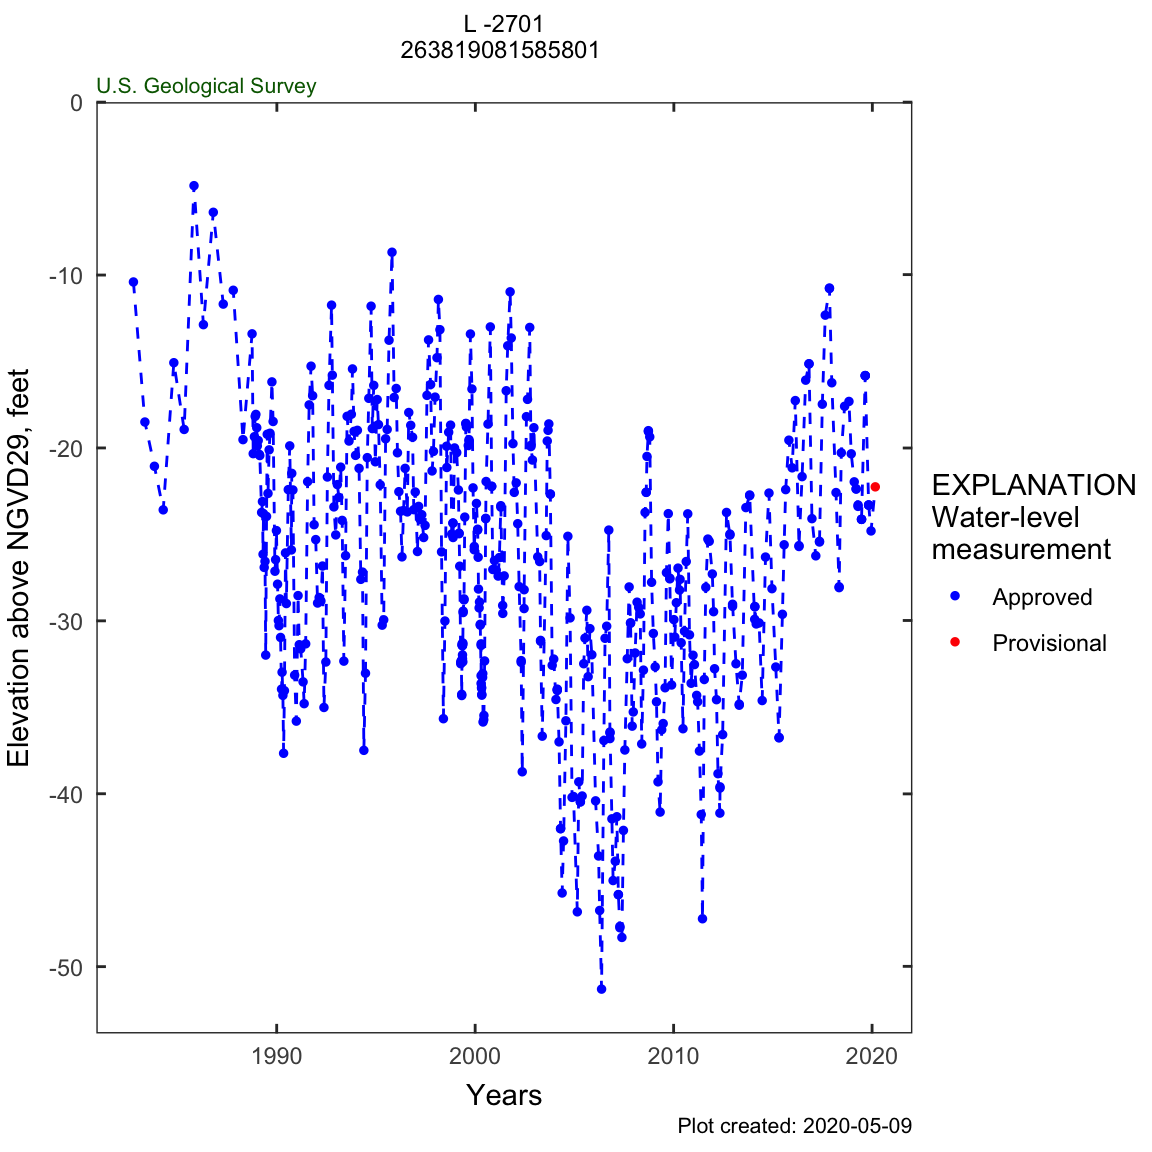 L -2701
263819081585801
U.S. Geological Survey
0
-10
-20
-30
-40
-50
Elevation above NGVD29, feet
1990
2000
2010
2020
Years
EXPLANATION
Water-level
measurement
Approved
Provisional
Plot created: 2020-05-09